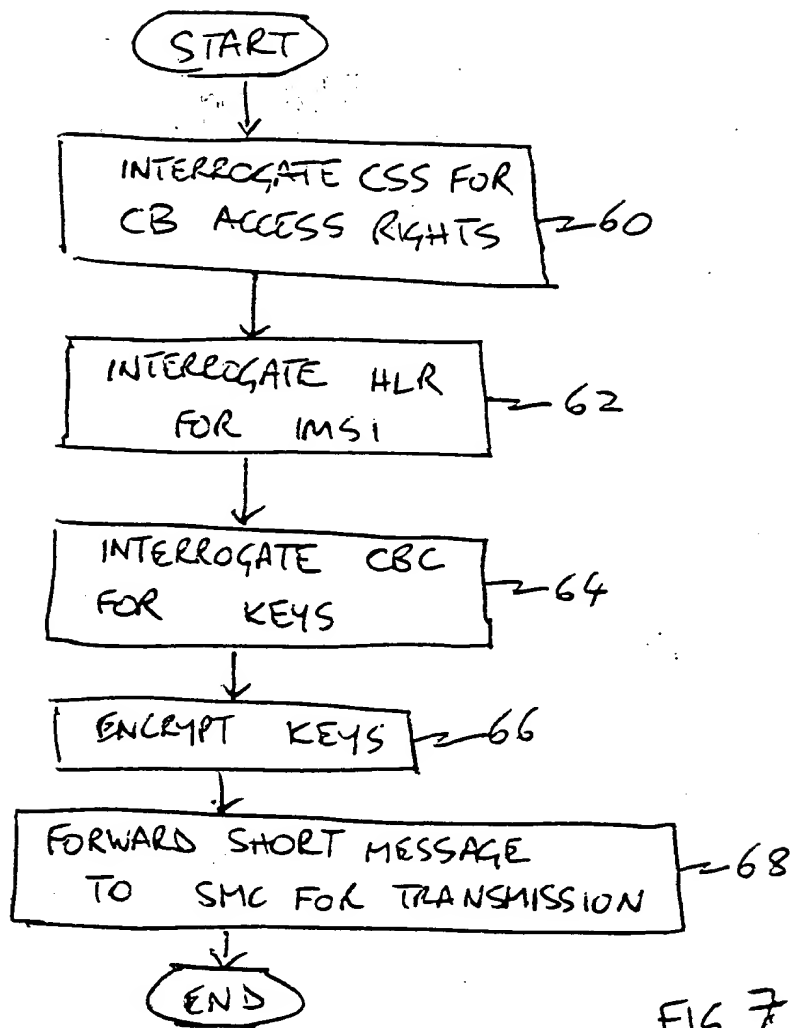 START
INTERROGATE CSS FOR
CB ACCESS RIGHTS
60
INTERROGATE HLR
FOR IMSI
62
INTERROGATE CBC
FOR KEYS
64
ENCRYPT KEYS
66
FORWARD SHORT MESSAGE
TO SMC FOR TRANSMISSION
68
END
FIG 7